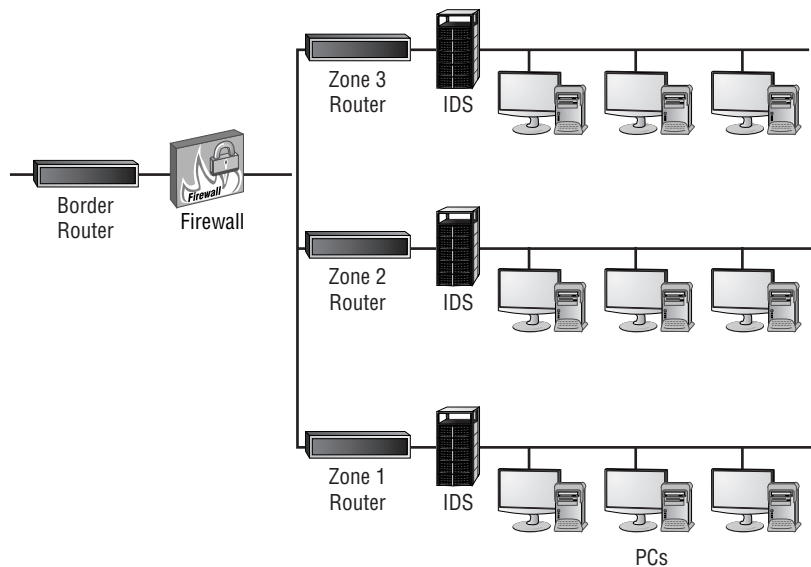 Zone 3
Router
IDS
Border
Router
Firewall
Firewall
Zone 2
Router
IDS
Zone 1
Router
IDS
PCs